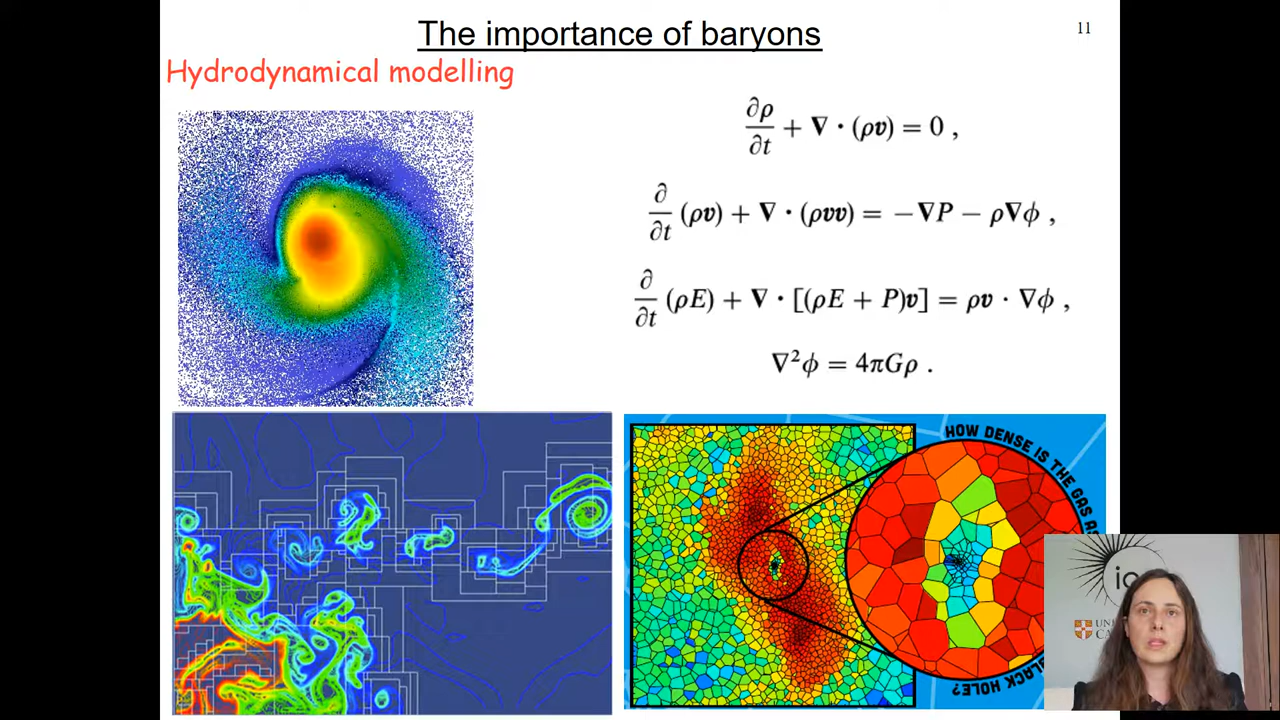 The importance of baryons
11
Hydrodynamical modelling
∂ρ/∂t + ∇ · (ρv) = 0 ,
∂/∂t (ρv) + ∇ · (ρvv) = −∇P − ρ∇ϕ ,
∂/∂t (ρE) + ∇ · [(ρE + P)v] = ρv · ∇ϕ ,
∇²ϕ = 4πGρ .
HOW DENSE IS THE GAS
BLACK HOLE?